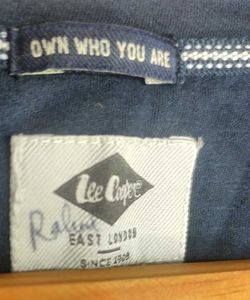 OWN WHO YOU ARE
Lee Cooper®
EAST LONDON
SINCE 1908